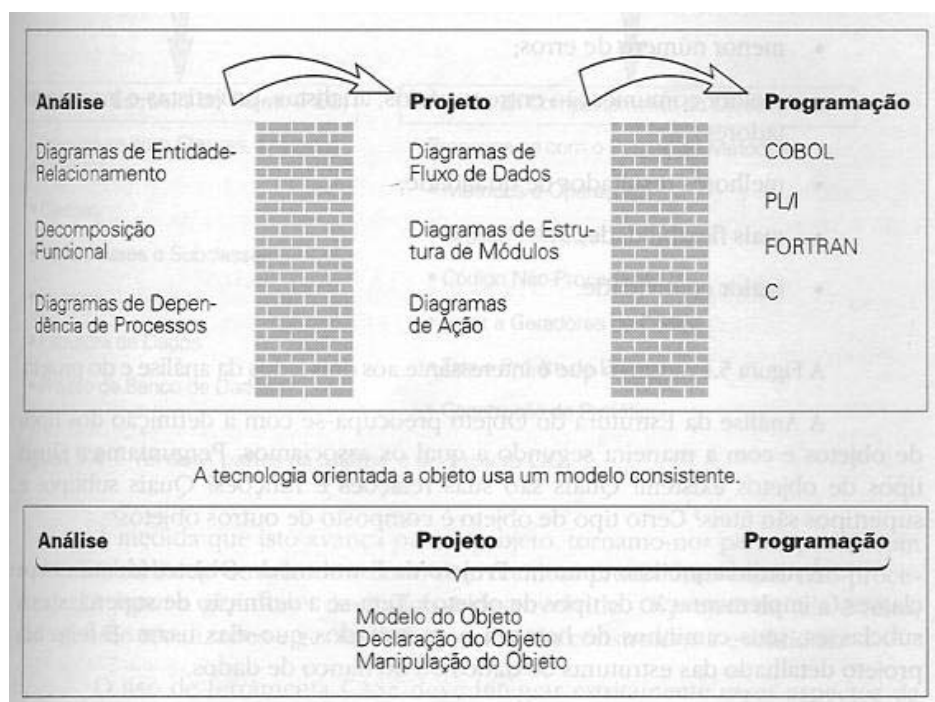 Análise
Projeto
Programação
Diagramas de Entidade-
Relacionamento
Decomposição
Funcional
Diagramas de Depen-
dência de Processos
Diagramas de
Fluxo de Dados
Diagramas de Estru-
tura de Módulos
Diagramas
de Ação
COBOL
PL/I
FORTRAN
C
A tecnologia orientada a objeto usa um modelo consistente.
Análise
Projeto
Programação
Modelo do Objeto
Declaração do Objeto
Manipulação do Objeto